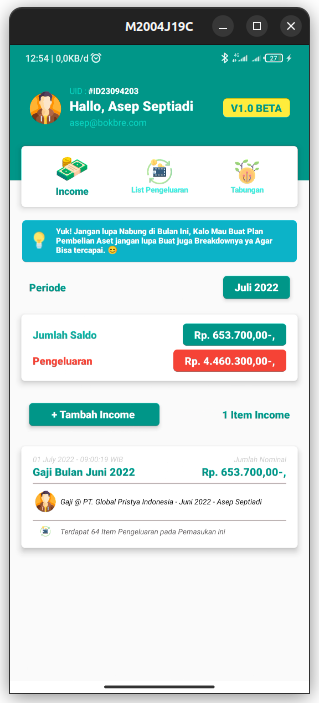 M2004J19C
12:54 | 0,0KB/d
27
UID : #ID23094203
Hallo, Asep Septiadi
asep@bokbre.com
V1.0 BETA
Income
List Pengeluaran
Tabungan
Yuk! Jangan lupa Nabung di Bulan Ini, Kalo Mau Buat Plan
Pembelian Aset jangan lupa Buat juga Breakdownya ya Agar
Bisa tercapai. 😊
Periode
Juli 2022
Jumlah Saldo
Rp. 653.700,00-,
Pengeluaran
Rp. 4.460.300,00-,
+ Tambah Income
1 Item Income
01 July 2022 - 09:00:19 WIB
Jumlah Nominal
Gaji Bulan Juni 2022
Rp. 653.700,00-,
Gaji @ PT. Global Pristya Indonesia - Juni 2022 - Asep Septiadi
Terdapat 64 Item Pengeluaran pada Pemasukan ini